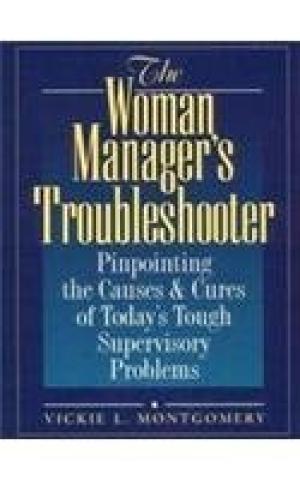 The
Woman
Manager's
Troubleshooter
Pinpointing
the Causes & Cures
of Today's Tough
Supervisory
Problems
Vickie L. Montgomery